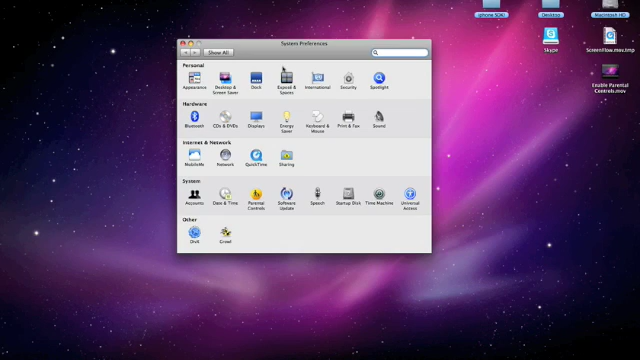 System Preferences
Show All
Personal
Appearance
Desktop &
Screen Saver
Dock
Exposé &
Spaces
International
Security
Spotlight
Hardware
Bluetooth
CDs & DVDs
Displays
Energy
Saver
Keyboard &
Mouse
Print & Fax
Sound
Internet & Network
MobileMe
Network
QuickTime
Sharing
System
Accounts
Date & Time
Parental
Controls
Software
Update
Speech
Startup Disk
Time Machine
Universal
Access
Other
DivX
Growl
iphone SDK
Desktop
Macintosh HD
Skype
ScreenFlow.mov.tmp
Enable Parental
Controls.mov